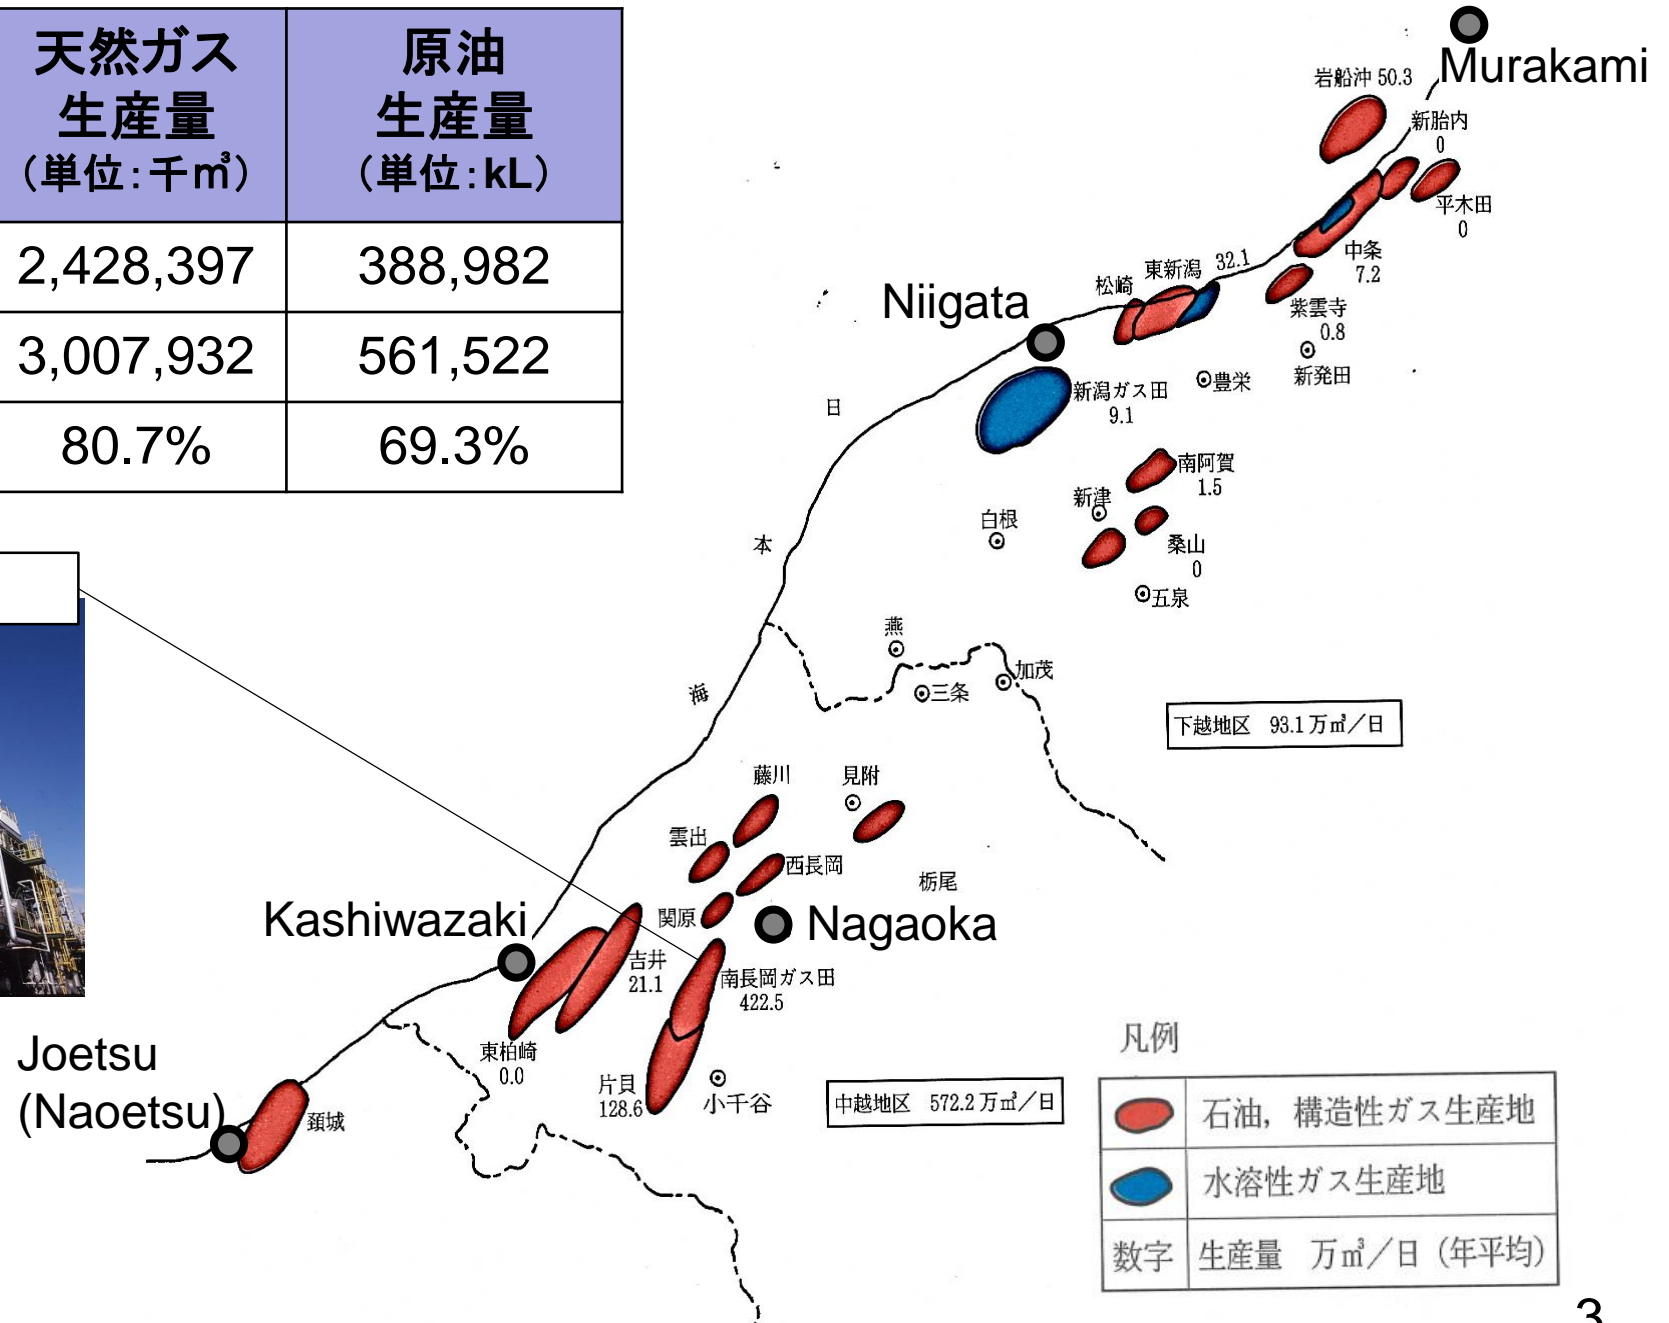 天然ガス
生産量
（単位：千㎥）
原油
生産量
（単位：kL）
2,428,397
388,982
3,007,932
561,522
80.7%
69.3%
Murakami
岩船沖 50.3
新胎内
0
平木田
0
中条
7.2
東新潟 32.1
松崎
紫雲寺
0.8
新発田
Niigata
豊栄
新潟ガス田
9.1
日
本
海
南阿賀
1.5
新津
白根
桑山
0
五泉
燕
加茂
三条
下越地区 93.1万㎥／日
藤川
見附
雲出
西長岡
栃尾
関原
Nagaoka
Kashiwazaki
吉井
21.1
南長岡ガス田
422.5
東柏崎
0.0
片貝
128.6
小千谷
中越地区 572.2万㎥／日
Joetsu
(Naoetsu)
頚城
凡例
石油，構造性ガス生産地
水溶性ガス生産地
数字 生産量 万㎥／日（年平均）
3